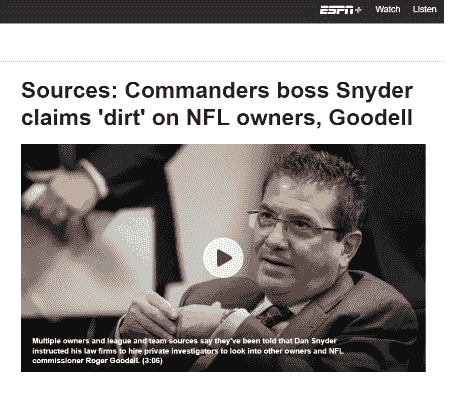 ESPN+ Watch Listen
Sources: Commanders boss Snyder
claims 'dirt' on NFL owners, Goodell
Multiple owners and league and team sources say they've been told that Dan Snyder
instructed his law firms to hire private investigators to look into other owners and NFL
commissioner Roger Goodell. (3:06)